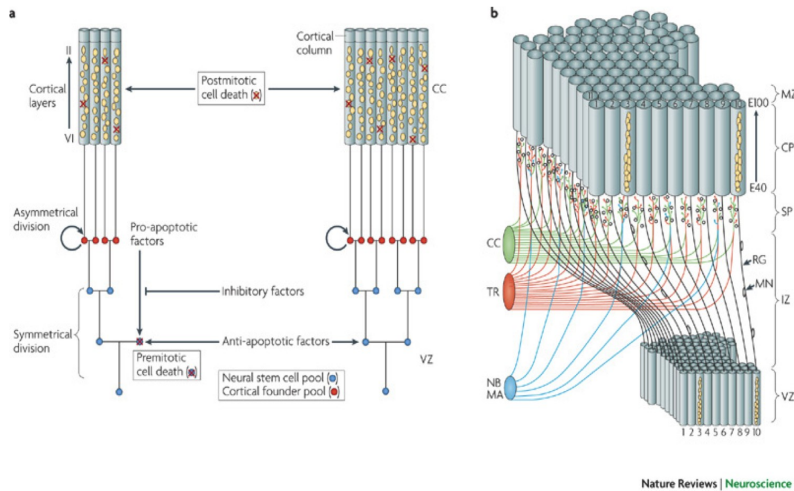 a
II
Cortical layers
VI
Postmitotic
cell death (x)
Cortical
column
CC
Asymmetrical
division
Pro-apoptotic
factors
Inhibitory factors
Symmetrical
division
Anti-apoptotic factors
Premitotic
cell death (x)
VZ
Neural stem cell pool ( )
Cortical founder pool ( )
b
MZ
1 2 3 4 5 6 7 8 9 10
E100
CP
E40
SP
CC
RG
TR
MN
IZ
NB
MA
VZ
1 2 3 4 5 6 7 8 9 10
Nature Reviews | Neuroscience